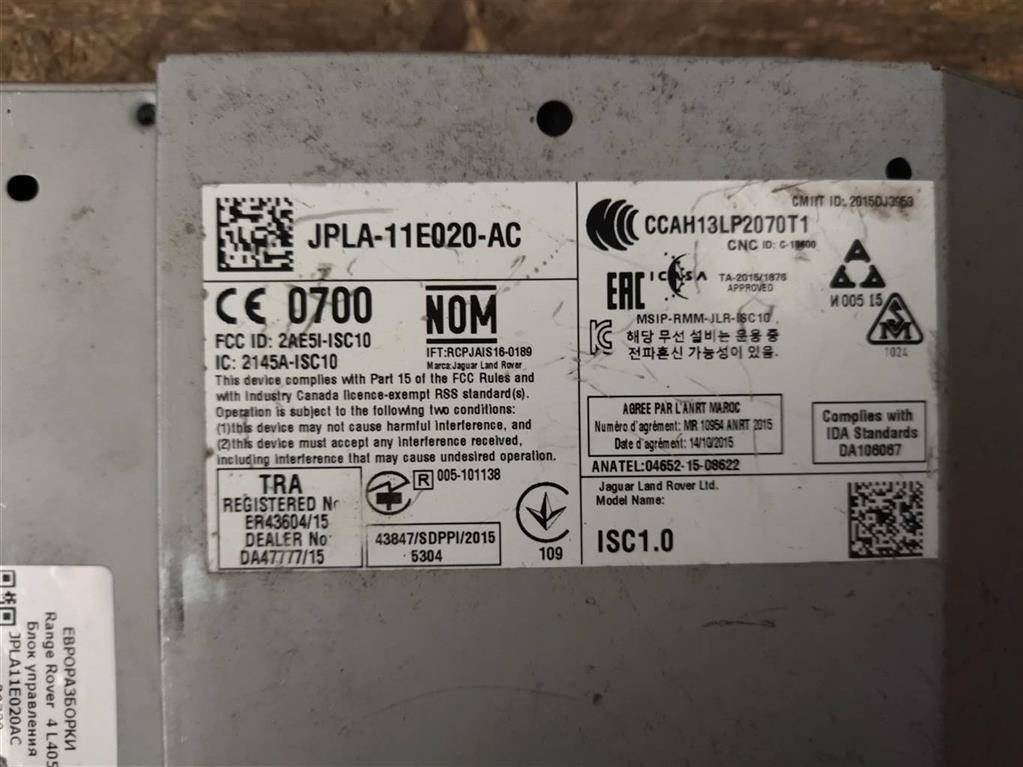 JPLA-11E020-AC
CE 0700
NOM
FCC ID: 2AE5I-ISC10
IC: 2145A-ISC10
IFT:RCPJAIS16-0189
Marca:Jaguar Land Rover
This device complies with Part 15 of the FCC Rules and
with Industry Canada licence-exempt RSS standard(s).
Operation is subject to the following two conditions:
(1)this device may not cause harmful interference, and
(2)this device must accept any interference received,
including interference that may cause undesired operation.
TRA
REGISTERED No
ER43604/15
DEALER No
DA47777/15
R 005-101138
43847/SDPPI/2015
5304
109
CMIIT ID: 2015DJ3953
CCAH13LP2070T1
CNC ID:
EAC
ICASA
TA-2015/1876
APPROVED
И 005 15
1024
MSIP-RMM-JLR-ISC10
해당 무선 설비는 운용 중
전파혼신 가능성이 있음.
AGREE PAR L'ANRT MAROC
Numéro d'agrément: MR 10954 ANRT 2015
Date d'agrément: 14/10/2015
Complies with
IDA Standards
DA106067
ANATEL:04652-15-08622
Jaguar Land Rover Ltd.
Model Name:
ISC1.0
ЕВРОРАЗБОРКИ
Range Rover 4 L405
Блок управления
JPLA11E020AC